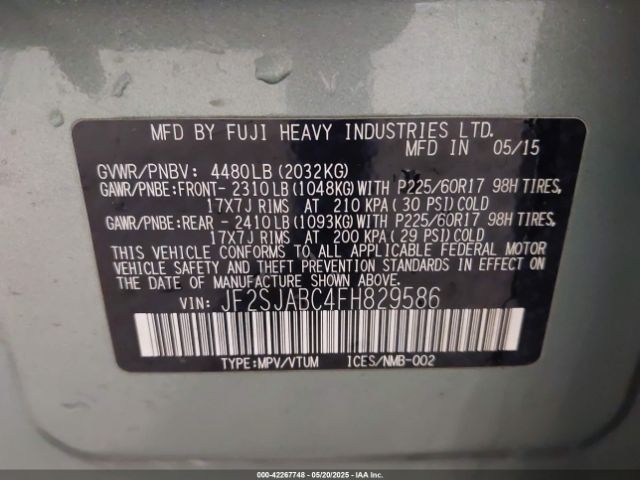 MFD BY FUJI HEAVY INDUSTRIES LTD.
MFD IN 05/15
GVWR/PNBV: 4480LB(2032KG)
GAWR/PNBE:FRONT-2310LB(1048KG)WITH P225/60R17 98H TIRES,
17X7J RIMS AT 210 KPA(30 PSI)COLD
GAWR/PNBE:REAR -2410LB(1093KG)WITH P225/60R17 98H TIRES,
17X7J RIMS AT 200 KPA(29 PSI)COLD
THIS VEHICLE CONFORMS TO ALL APPLICABLE FEDERAL MOTOR
VEHICLE SAFETY AND THEFT PREVENTION STANDARDS IN EFFECT ON
THE DATE OF MANUFACTURE SHOWN ABOVE.
VIN: JF2SJABC4FH829586
TYPE:MPV/VTUM ICES/NMB-002
000-42267748 - 05/20/2025 - IAAI Inc.